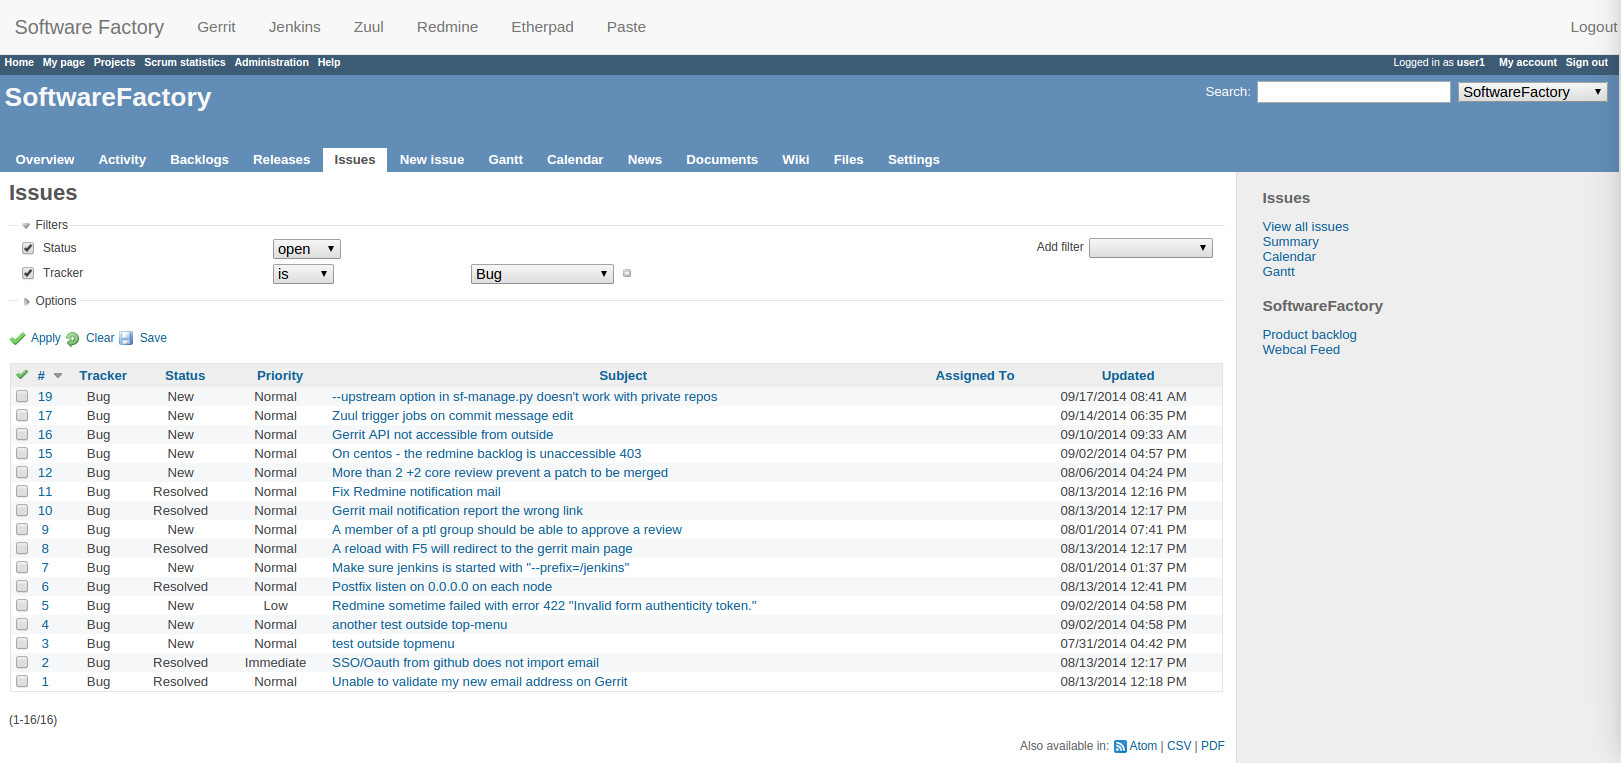 Software Factory Gerrit Jenkins Zuul Redmine Etherpad Paste Logout
Home My page Projects Scrum statistics Administration Help Logged in as user1 My account Sign out
SoftwareFactory Search: SoftwareFactory
Overview Activity Backlogs Releases Issues New issue Gantt Calendar News Documents Wiki Files Settings
Issues
Filters
Status open Add filter
Tracker is Bug
Options
Apply Clear Save
# Tracker Status Priority Subject Assigned To Updated
19 Bug New Normal --upstream option in sf-manage.py doesn't work with private repos 09/17/2014 08:41 AM
17 Bug New Normal Zuul trigger jobs on commit message edit 09/14/2014 06:35 PM
16 Bug New Normal Gerrit API not accessible from outside 09/10/2014 09:33 AM
15 Bug New Normal On centos - the redmine backlog is unaccessible 403 09/02/2014 04:57 PM
12 Bug New Normal More than 2 +2 core review prevent a patch to be merged 08/06/2014 04:24 PM
11 Bug Resolved Normal Fix Redmine notification mail 08/13/2014 12:16 PM
10 Bug Resolved Normal Gerrit mail notification report the wrong link 08/13/2014 12:17 PM
9 Bug New Normal A member of a ptl group should be able to approve a review 08/01/2014 07:41 PM
8 Bug Resolved Normal A reload with F5 will redirect to the gerrit main page 08/13/2014 12:17 PM
7 Bug New Normal Make sure jenkins is started with "--prefix=/jenkins" 08/01/2014 01:37 PM
6 Bug Resolved Normal Postfix listen on 0.0.0.0 on each node 08/13/2014 12:41 PM
5 Bug New Low Redmine sometime failed with error 422 "Invalid form authenticity token." 09/02/2014 04:58 PM
4 Bug New Normal another test outside top-menu 09/02/2014 04:58 PM
3 Bug New Normal test outside topmenu 07/31/2014 04:42 PM
2 Bug Resolved Immediate SSO/Oauth from github does not import email 08/13/2014 12:17 PM
1 Bug Resolved Normal Unable to validate my new email address on Gerrit 08/13/2014 12:18 PM
(1-16/16)
Also available in: Atom | CSV | PDF
Issues
View all issues
Summary
Calendar
Gantt
SoftwareFactory
Product backlog
Webcal Feed